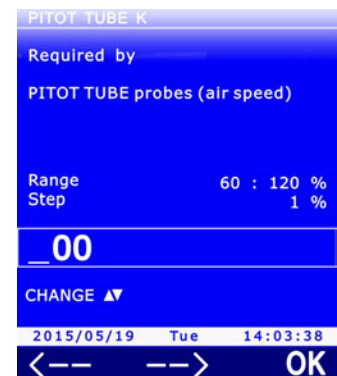 PITOT TUBE K
Required by
PITOT TUBE probes (air speed)
Range 60 : 120 %
Step 1 %
_00
CHANGE ▲▼
2015/05/19 Tue 14:03:38
<-- --> OK